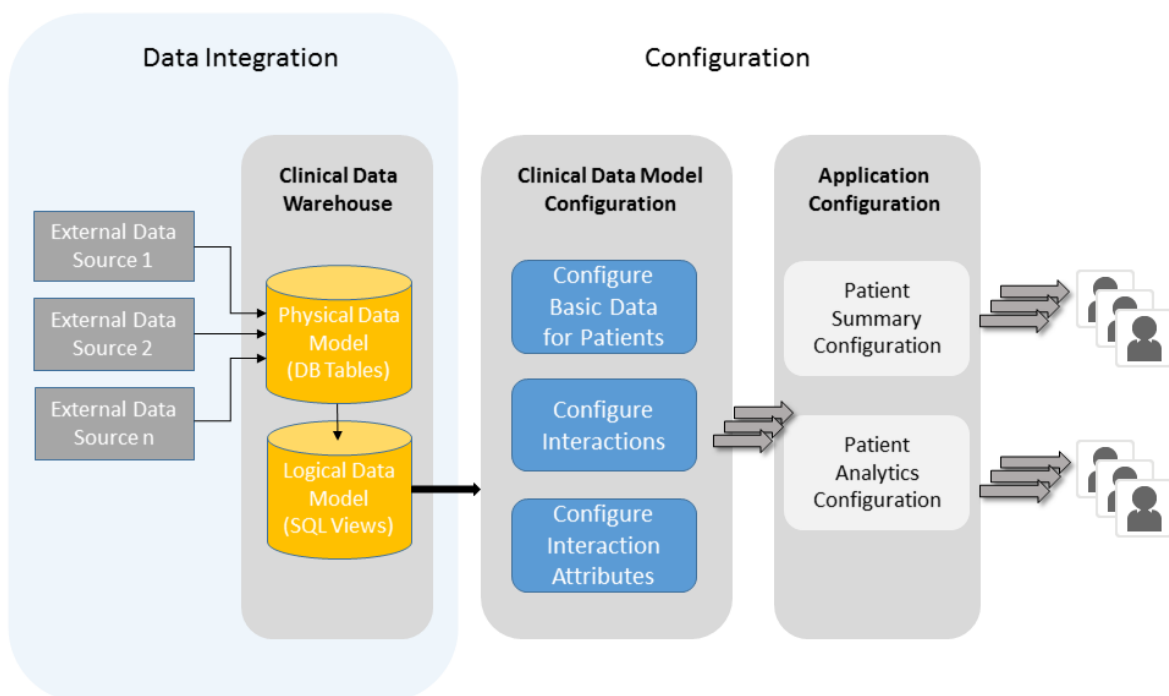 Data Integration
Configuration
Clinical Data
Warehouse
External Data
Source 1
External Data
Source 2
External Data
Source n
Physical Data
Model
(DB Tables)
Logical Data
Model
(SQL Views)
Clinical Data Model
Configuration
Configure
Basic Data
for Patients
Configure
Interactions
Configure
Interaction
Attributes
Application
Configuration
Patient
Summary
Configuration
Patient
Analytics
Configuration